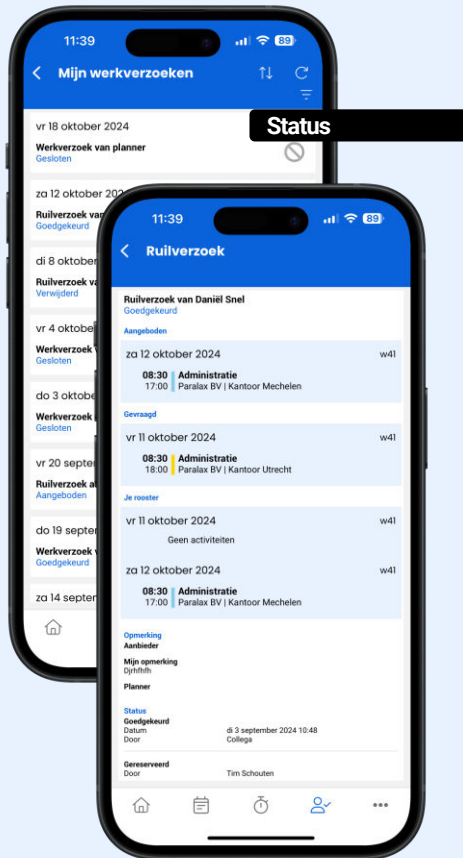 11:39
89
Mijn werkverzoeken
vr 18 oktober 2024
Status
Werkverzoek van planner
Gesloten
za 12 oktober 202
Ruilverzoek van
Goedgekeurd
di 8 oktober
Ruilverzoek va
Verwijderd
vr 4 oktobe
Werkverzoek
Gesloten
do 3 oktobe
Werkverzoek
Gesloten
vr 20 septe
Ruilverzoek a
Aangeboden
do 19 septe
Werkverzoek v
Goedgekeurd
za 14 septer
11:39
89
Ruilverzoek
Ruilverzoek van Daniël Snel
Goedgekeurd
Aangeboden
za 12 oktober 2024 w41
08:30 Administratie
17:00 Paralax BV | Kantoor Mechelen
Gevraagd
vr 11 oktober 2024 w41
08:30 Administratie
18:00 Paralax BV | Kantoor Utrecht
Je rooster
vr 11 oktober 2024 w41
Geen activiteiten
za 12 oktober 2024 w41
08:30 Administratie
17:00 Paralax BV | Kantoor Mechelen
Opmerking
Aanbieder
Mijn opmerking
Djrhfhfh
Planner
Status
Goedgekeurd
Datum di 3 september 2024 10:48
Door Collega
Gereserveerd
Door Tim Schouten